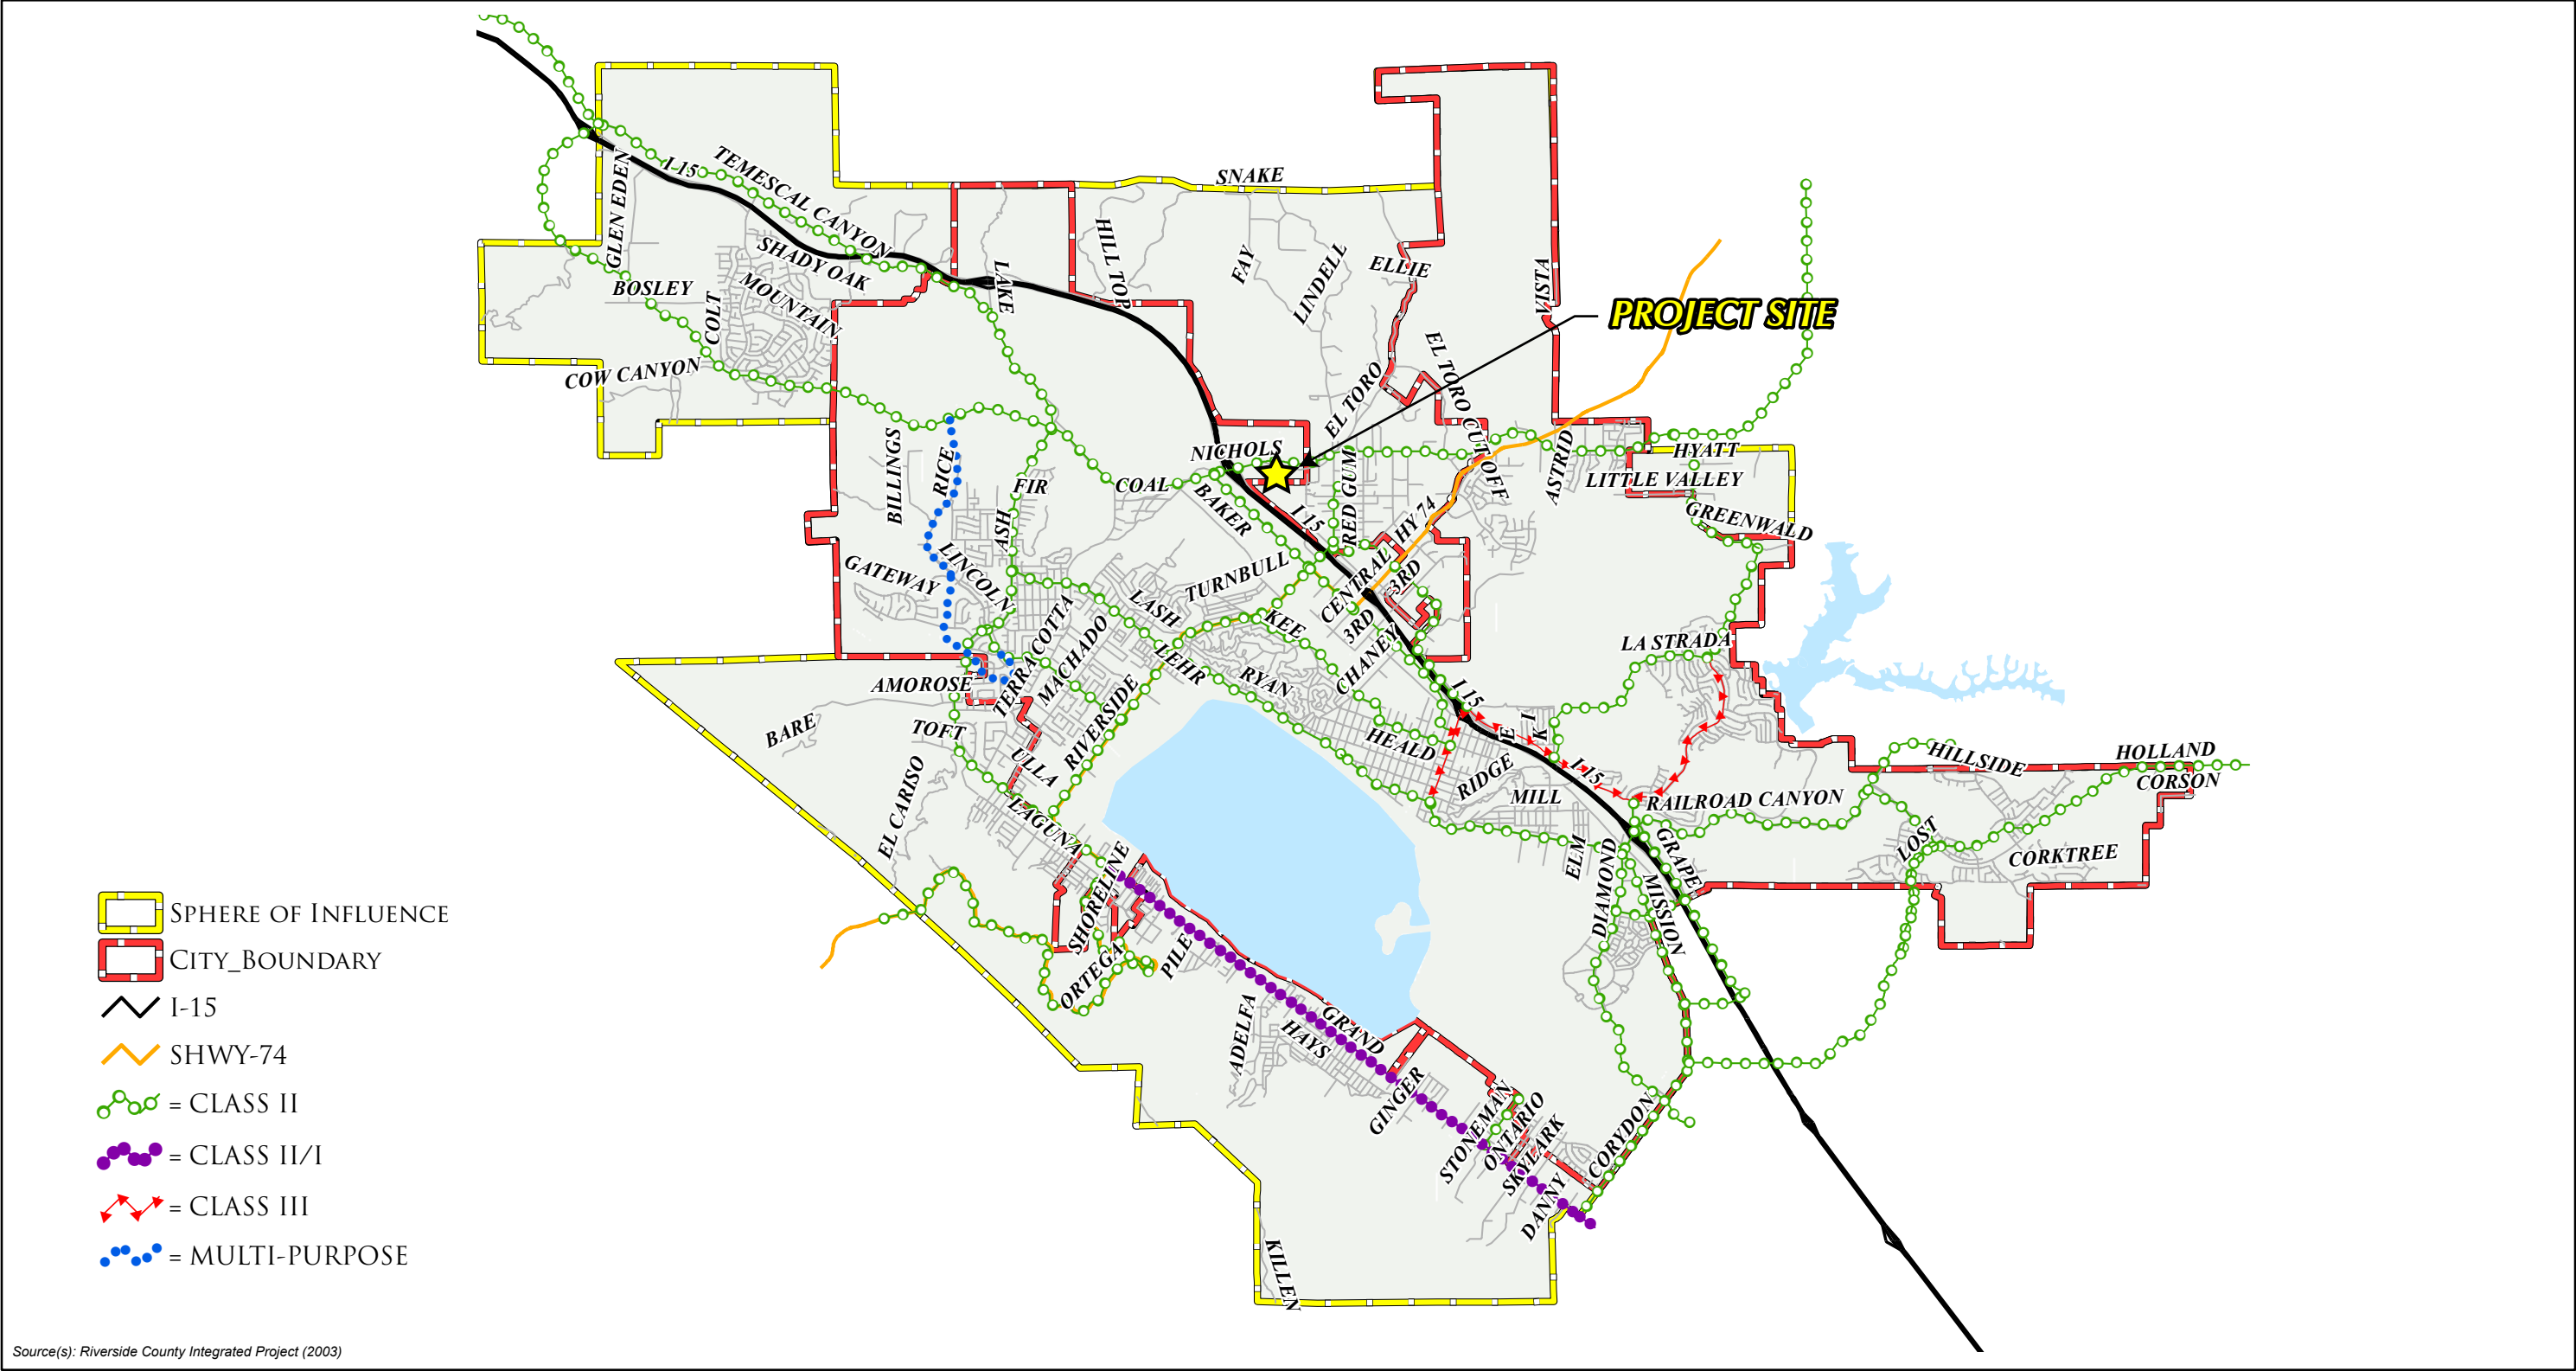 SNAKE
I 15
TEMESCAL CANYON
GLEN EDEN
SHADY OAK
BOSLEY
COLT
MOUNTAIN
COW CANYON
LAKE
HILL TOP
FAY
LINDELL
ELLIE
VISTA
PROJECT SITE
EL TORO
EL TORO CUTOFF
NICHOLS
ASTRID
HYATT
LITTLE VALLEY
GREENWALD
BILLINGS
RICE
FIR
ASH
COAL
BAKER
I 15
RED GUM
HY 74
CENTRAL
3RD
3RD
GATEWAY
LINCOLN
TURNBULL
LASH
KEE
CHANEY
LA STRADA
TERRACOTTA
MACHADO
LEHR
RYAN
AMOROSE
BARE
TOFT
ULLA
RIVERSIDE
I 15
E
IKI
HEALD
RIDGE
MILL
I 15
HILLSIDE
HOLLAND
CORSON
RAILROAD CANYON
EL CARISO
LAGUNA
ELM
GRAPE
LOST
CORKTREE
DIAMOND
MISSION
SHORELINE
ORTEGA
PILE
ADELFA
HAYS
GRAND
GINGER
STONEMAN
ONTARIO
SKYLARK
CORYDON
DANNY
KILLEN
SPHERE OF INFLUENCE
CITY_BOUNDARY
I-15
SHWY-74
= CLASS II
= CLASS II/I
= CLASS III
= MULTI-PURPOSE
Source(s): Riverside County Integrated Project (2003)